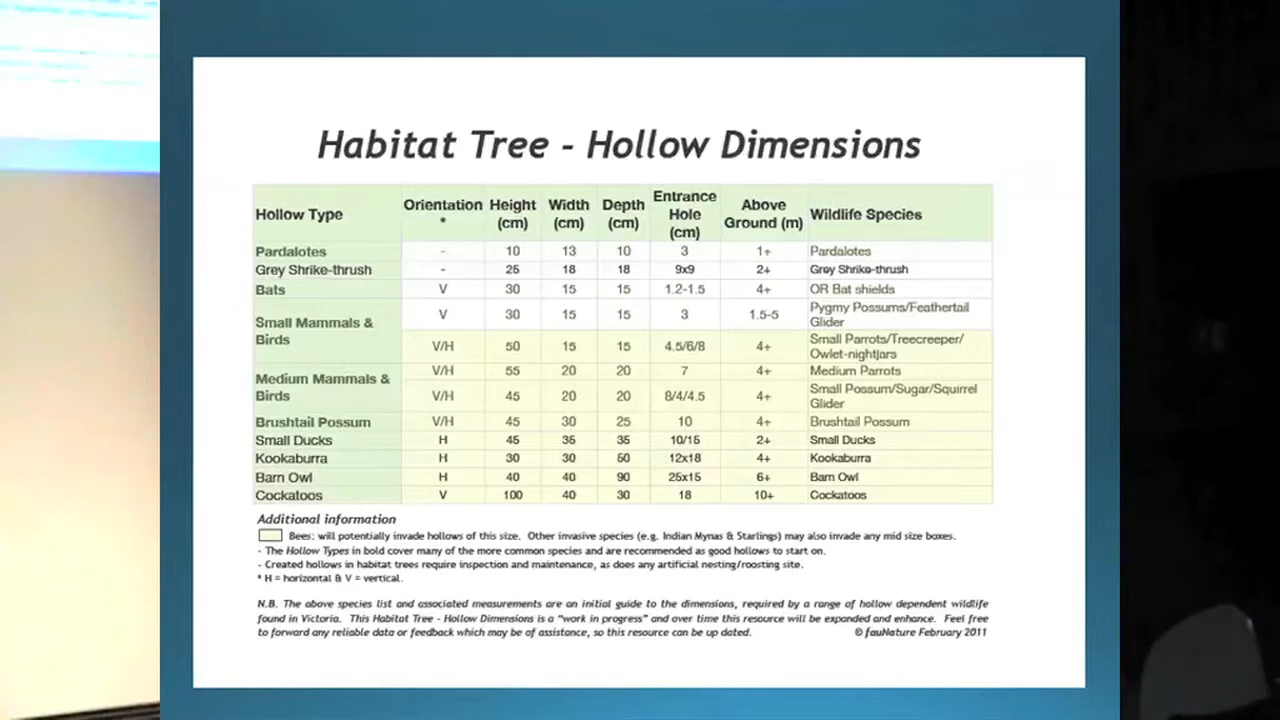 Habitat Tree - Hollow Dimensions
Hollow Type Orientation * Height (cm) Width (cm) Depth (cm) Entrance Hole (cm) Above Ground (m) Wildlife Species
Pardalotes - 10 13 10 3 1+ Pardalotes
Grey Shrike-thrush - 25 18 18 9x9 2+ Grey Shrike-thrush
Bats V 30 15 15 1.2-1.5 4+ OR Bat shields
Small Mammals & Birds V 30 15 15 3 1.5-5 Pygmy Possums/Feathertail Glider
V/H 50 15 15 4.5/6/8 4+ Small Parrots/Treecreeper/ Owlet-nightjars
Medium Mammals & Birds V/H 55 20 20 7 4+ Medium Parrots
V/H 45 20 20 8/4/4.5 4+ Small Possum/Sugar/Squirrel Glider
Brushtail Possum V/H 45 30 25 10 4+ Brushtail Possum
Small Ducks H 45 35 35 10/15 2+ Small Ducks
Kookaburra H 30 30 50 12x18 4+ Kookaburra
Barn Owl H 40 40 90 25x15 6+ Barn Owl
Cockatoos V 100 40 30 18 10+ Cockatoos
Additional information
Bees: will potentially invade hollows of this size. Other invasive species (e.g. Indian Mynas & Starlings) may also invade any mid size boxes.
- The Hollow Types in bold cover many of the more common species and are recommended as good hollows to start on.
- Created hollows in habitat trees require inspection and maintenance, as does any artificial nesting/roosting site.
* H = horizontal & V = vertical.
N.B. The above species list and associated measurements are an initial guide to the dimensions, required by a range of hollow dependent wildlife
found in Victoria. This Habitat Tree - Hollow Dimensions is a "work in progress" and over time this resource will be expanded and enhance. Feel free
to forward any reliable data or feedback which may be of assistance, so this resource can be up dated. © fauNature February 2011